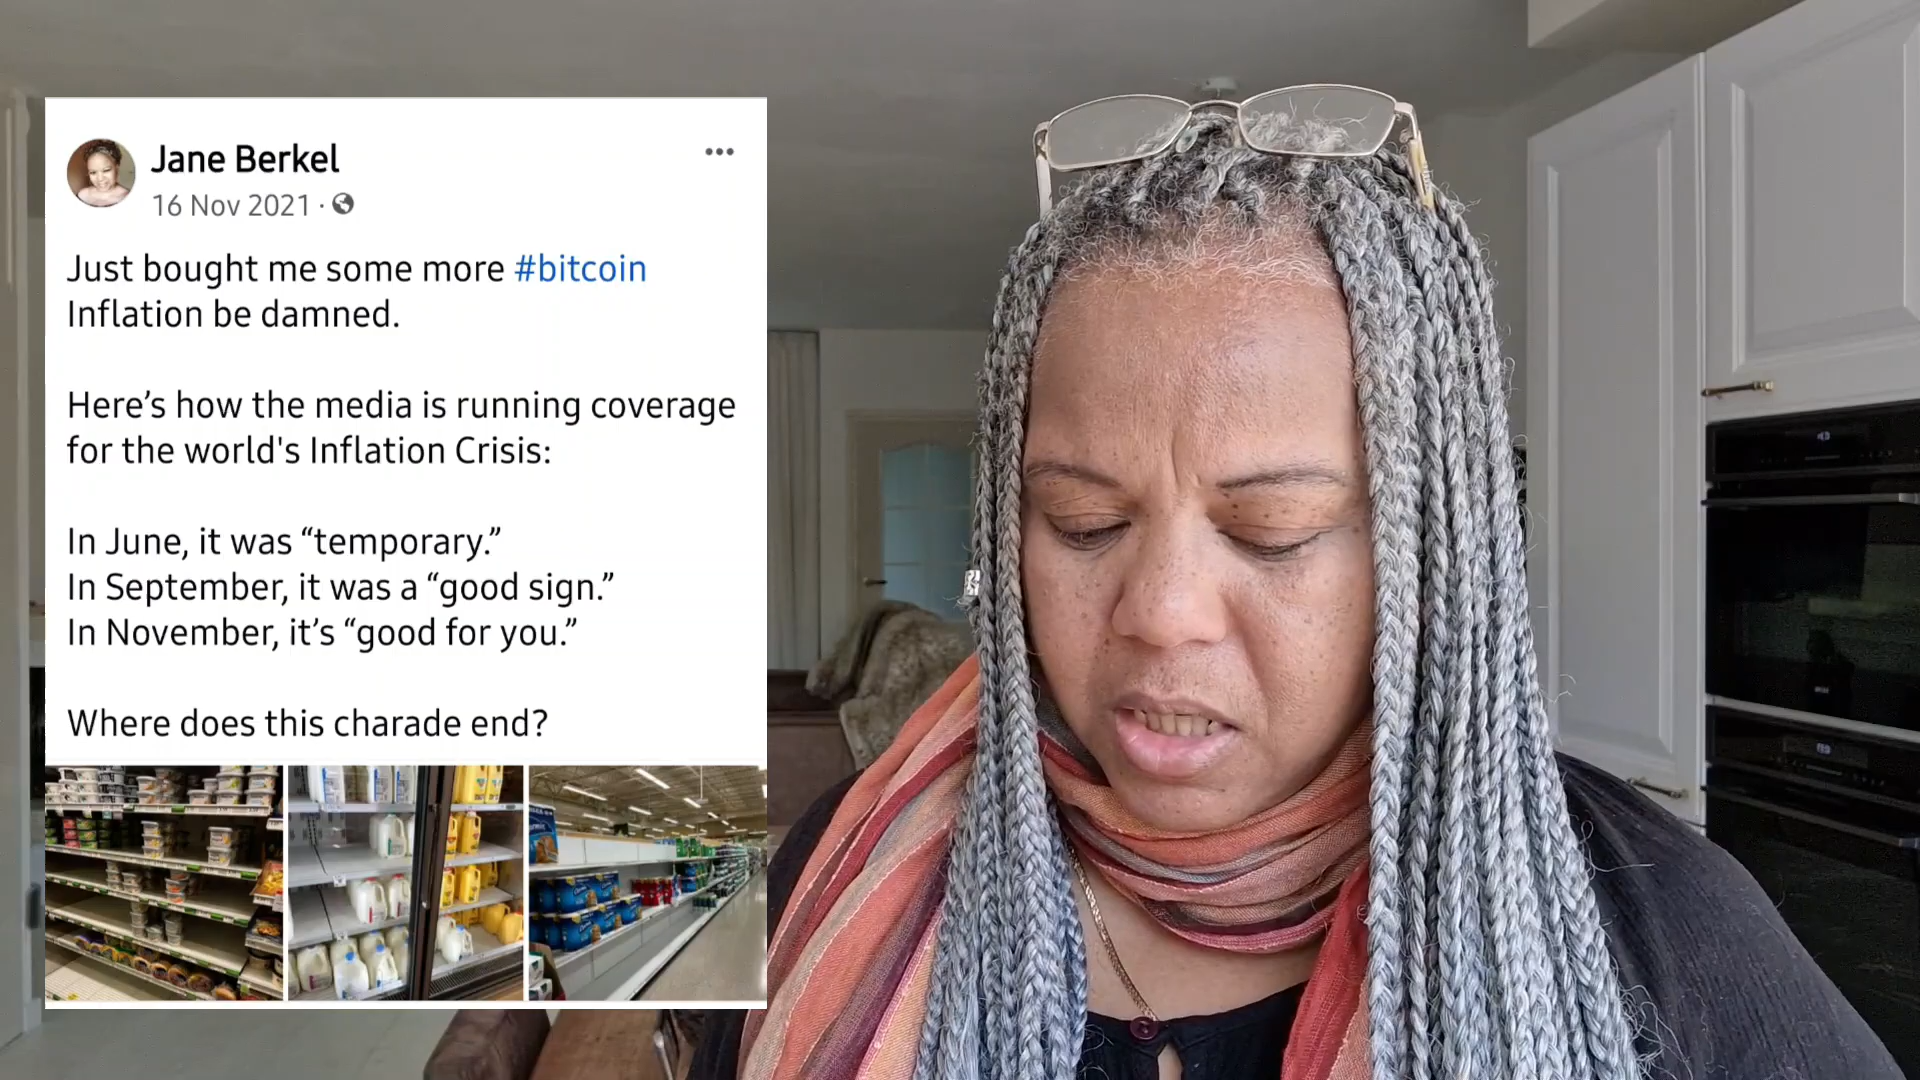 Jane Berkel
16 Nov 2021 ·
Just bought me some more #bitcoin
Inflation be damned.
Here’s how the media is running coverage
for the world's Inflation Crisis:
In June, it was “temporary.”
In September, it was a “good sign.”
In November, it’s “good for you.”
Where does this charade end?